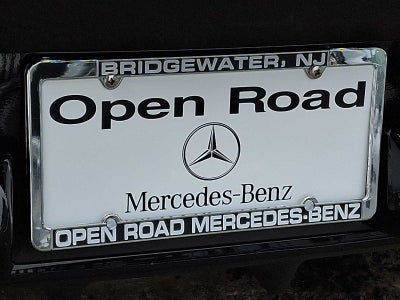 BRIDGEWATER, NJ
Open Road
Mercedes-Benz
OPEN ROAD MERCEDES-BENZ